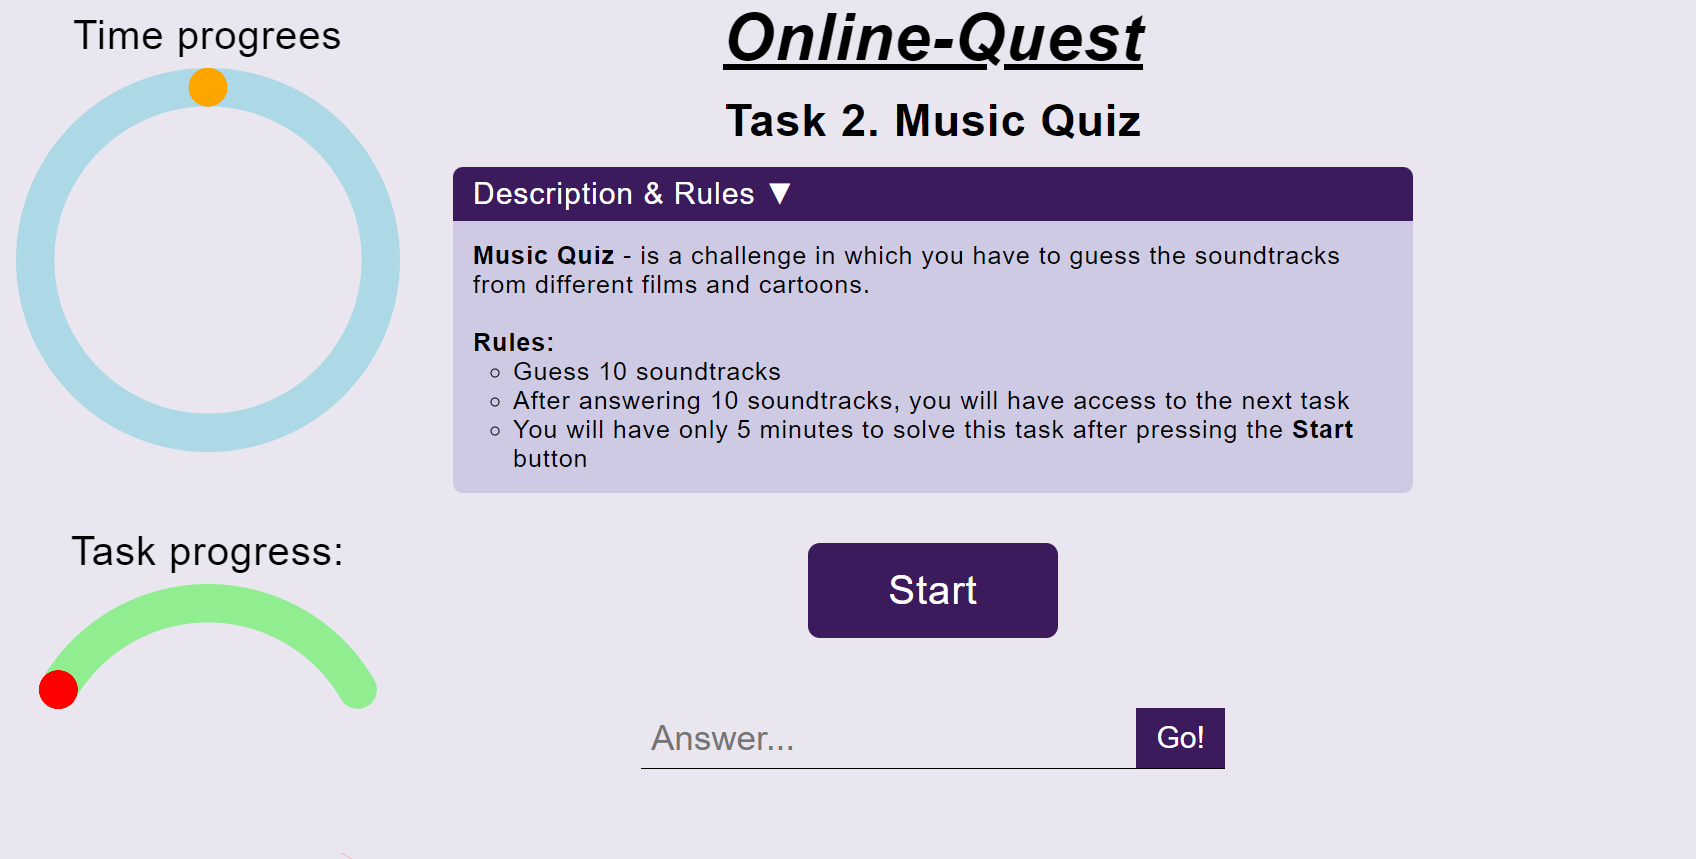 Time progrees
Online-Quest
Task 2. Music Quiz
Description & Rules ▼
Music Quiz - is a challenge in which you have to guess the soundtracks
from different films and cartoons.
Rules:
Guess 10 soundtracks
After answering 10 soundtracks, you will have access to the next task
You will have only 5 minutes to solve this task after pressing the Start
button
Task progress:
Start
Answer...
Go!